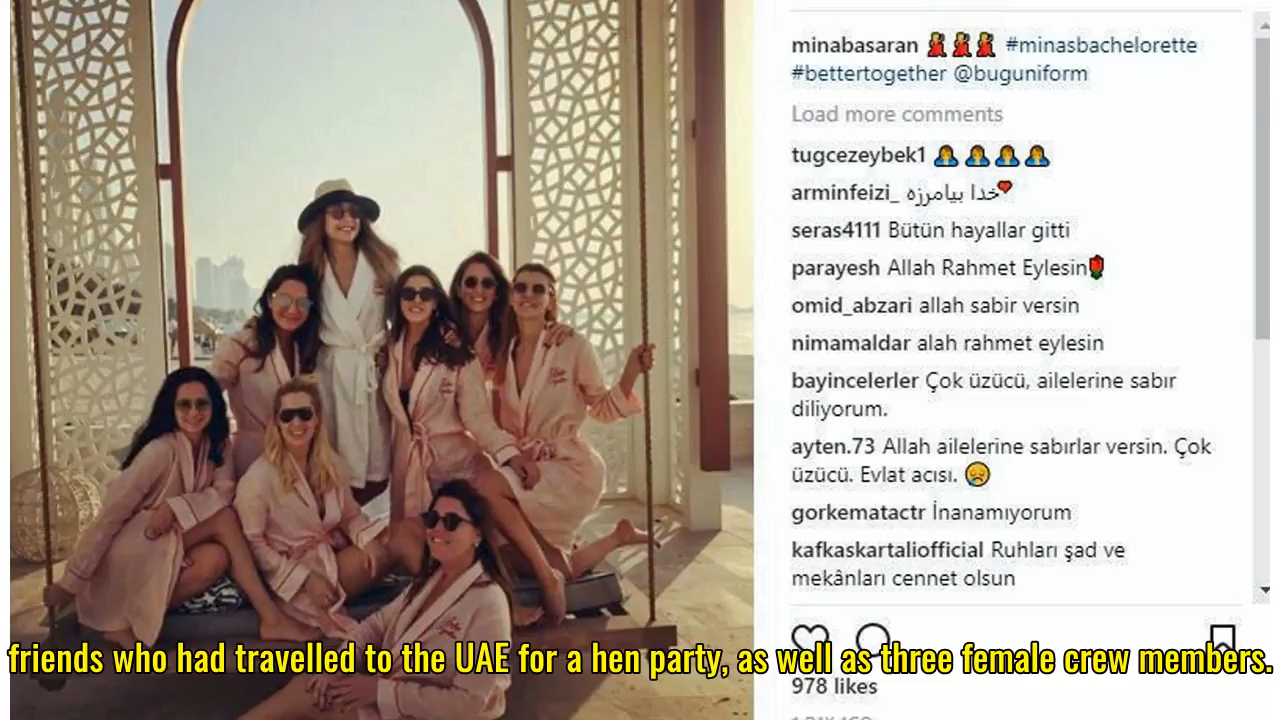 minabasaran 💃💃💃 #minasbachelorette
#bettertogether @buguniform
Load more comments
tugcezeybek1 🤦‍♀️ 🤦‍♀️ 🤦‍♀️ 🤦‍♀️
arminfeizi_ خدا بیامرزه❤
seras4111 Bütün hayallar gitti
parayesh Allah Rahmet Eylesin🌹
omid_abzari allah sabir versin
nimamaldar alah rahmet eylesin
bayincelerler Çok üzücü, ailelerine sabır
diliyorum.
ayten.73 Allah ailelerine sabırlar versin. Çok
üzücü. Evlat acısı. 😢
gorkematactr İnanamıyorum
kafkaskartaliofficial Ruhları şad ve
mekânları cennet olsun
friends who had travelled to the UAE for a hen party, as well as three female crew members.
978 likes